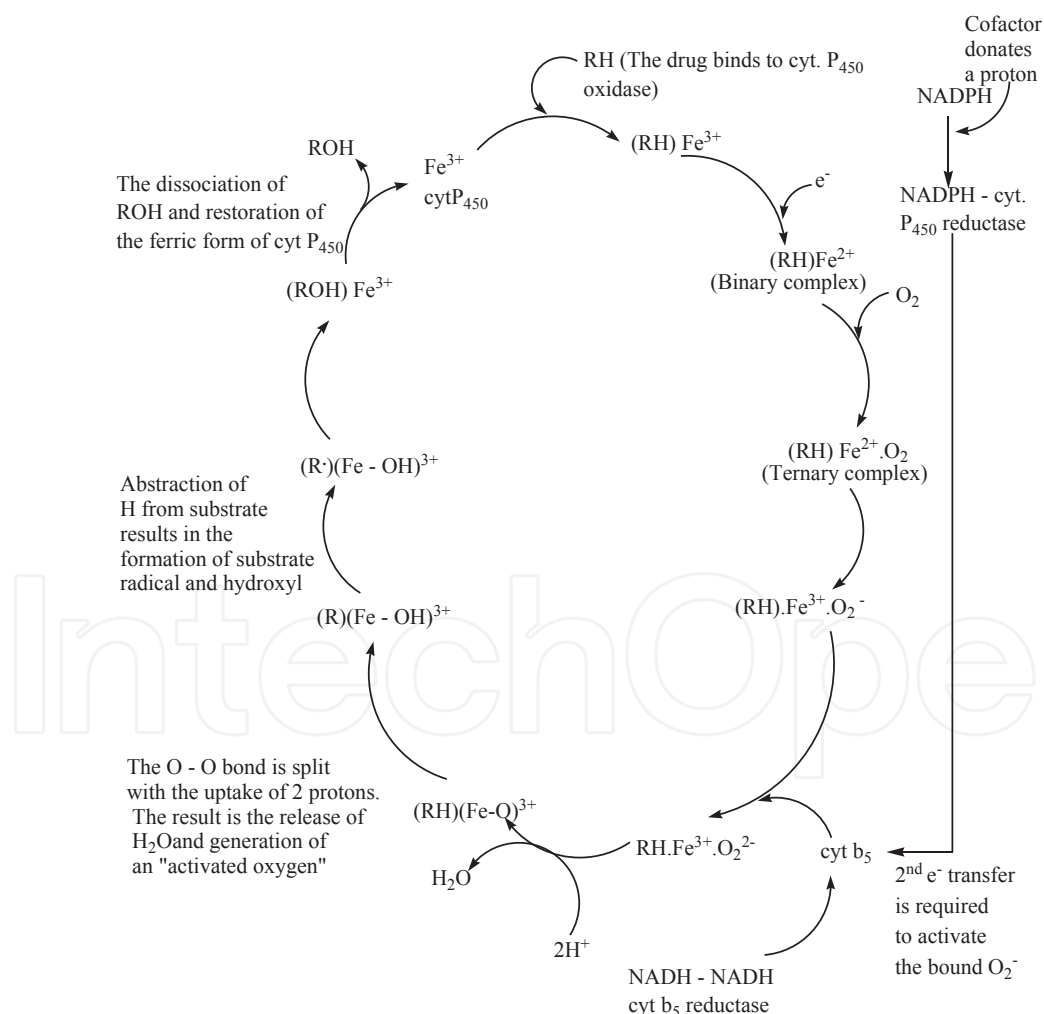 Cofactor
donates
a proton
NADPH
RH (The drug binds to cyt. P₄₅₀
oxidase)
(RH) Fe³⁺
ROH
Fe³⁺
cytP₄₅₀
The dissociation of
ROH and restoration of
the ferric form of cyt P₄₅₀
e⁻
NADPH - cyt.
P₄₅₀ reductase
(RH)Fe²⁺
(Binary complex)
O₂
(ROH) Fe³⁺
(RH) Fe²⁺.O₂
(Ternary complex)
(R·)(Fe - OH)³⁺
Abstraction of
H from substrate
results in the
formation of substrate
radical and hydroxyl
(RH).Fe³⁺.O₂⁻
(R)(Fe - OH)³⁺
IntechOpe
The O - O bond is split
with the uptake of 2 protons.
The result is the release of
H₂Oand generation of
an "activated oxygen"
(RH)(Fe-O)³⁺
RH.Fe³⁺.O₂²⁻
cyt b₅
H₂O
2H⁺
2ⁿᵈ e⁻ transfer
is required
to activate
the bound O₂⁻
NADH - NADH
cyt b₅ reductase